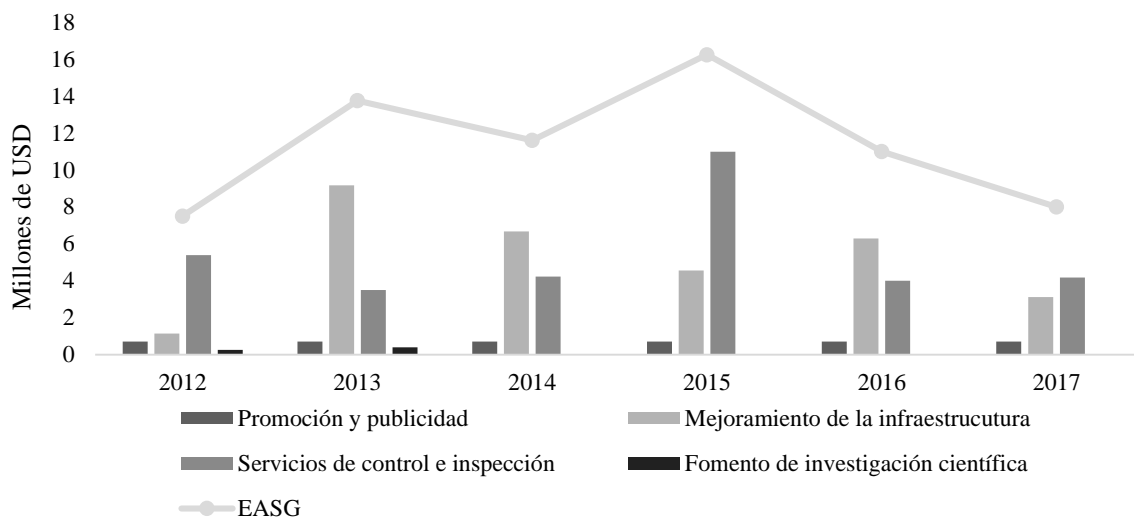 18
16
14
12
10
8
6
4
2
0
Millones de USD
2012 2013 2014 2015 2016 2017
Promoción y publicidad Mejoramiento de la infraestrucutura
Servicios de control e inspección Fomento de investigación científica
EASG